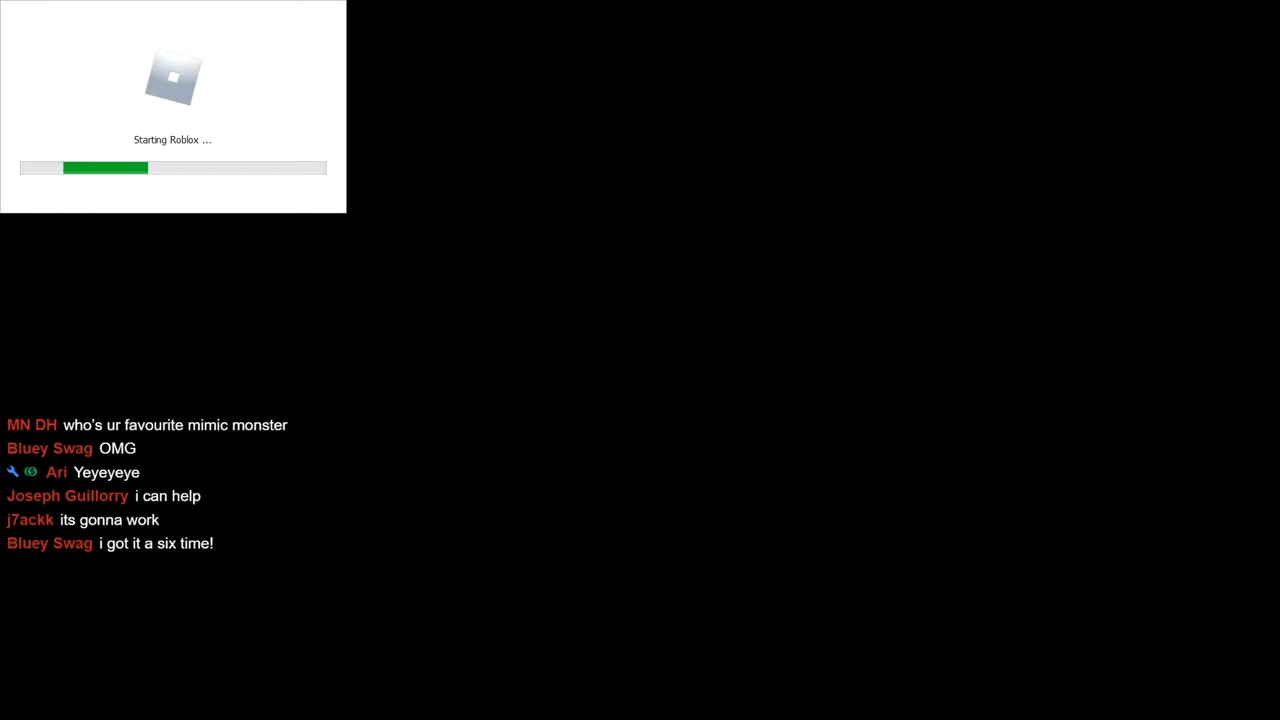 Starting Roblox ...
MN DH who's ur favourite mimic monster
Bluey Swag OMG
Ari Yeyeyeye
Joseph Guillorry i can help
j7ackk its gonna work
Bluey Swag i got it a six time!